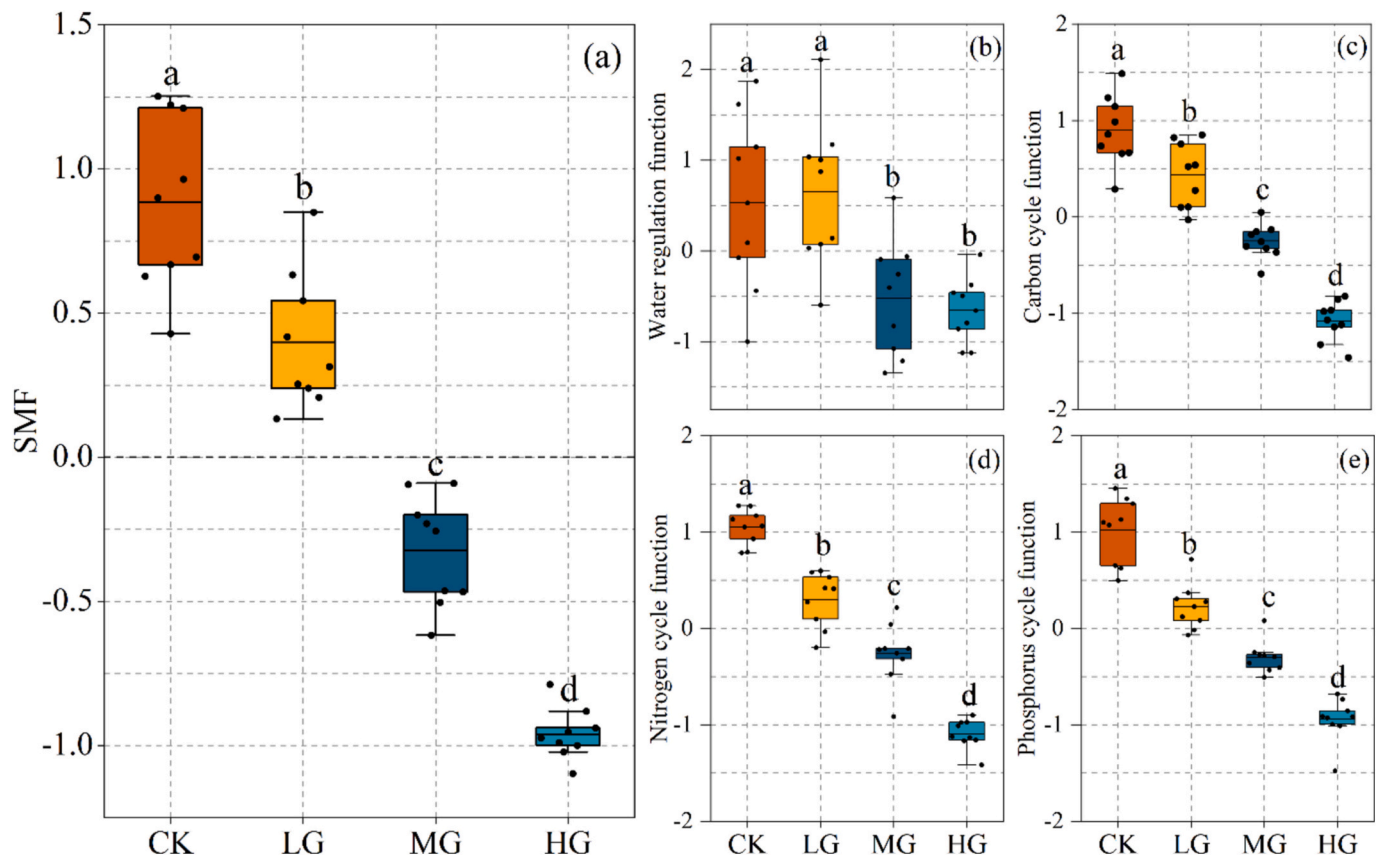 (a)
SMF
1.5
1.0
0.5
0.0
-0.5
-1.0
a
b
c
d
CK LG MG HG
(b)
Water regulation function
2
1
0
-1
a
a
b
b
(c)
Carbon cycle function
2
1
0
-1
-2
a
b
c
d
(d)
Nitrogen cycle function
2
1
0
-1
-2
a
b
c
d
CK LG MG HG
(e)
Phosphorus cycle function
2
1
0
-1
-2
a
b
c
d
CK LG MG HG